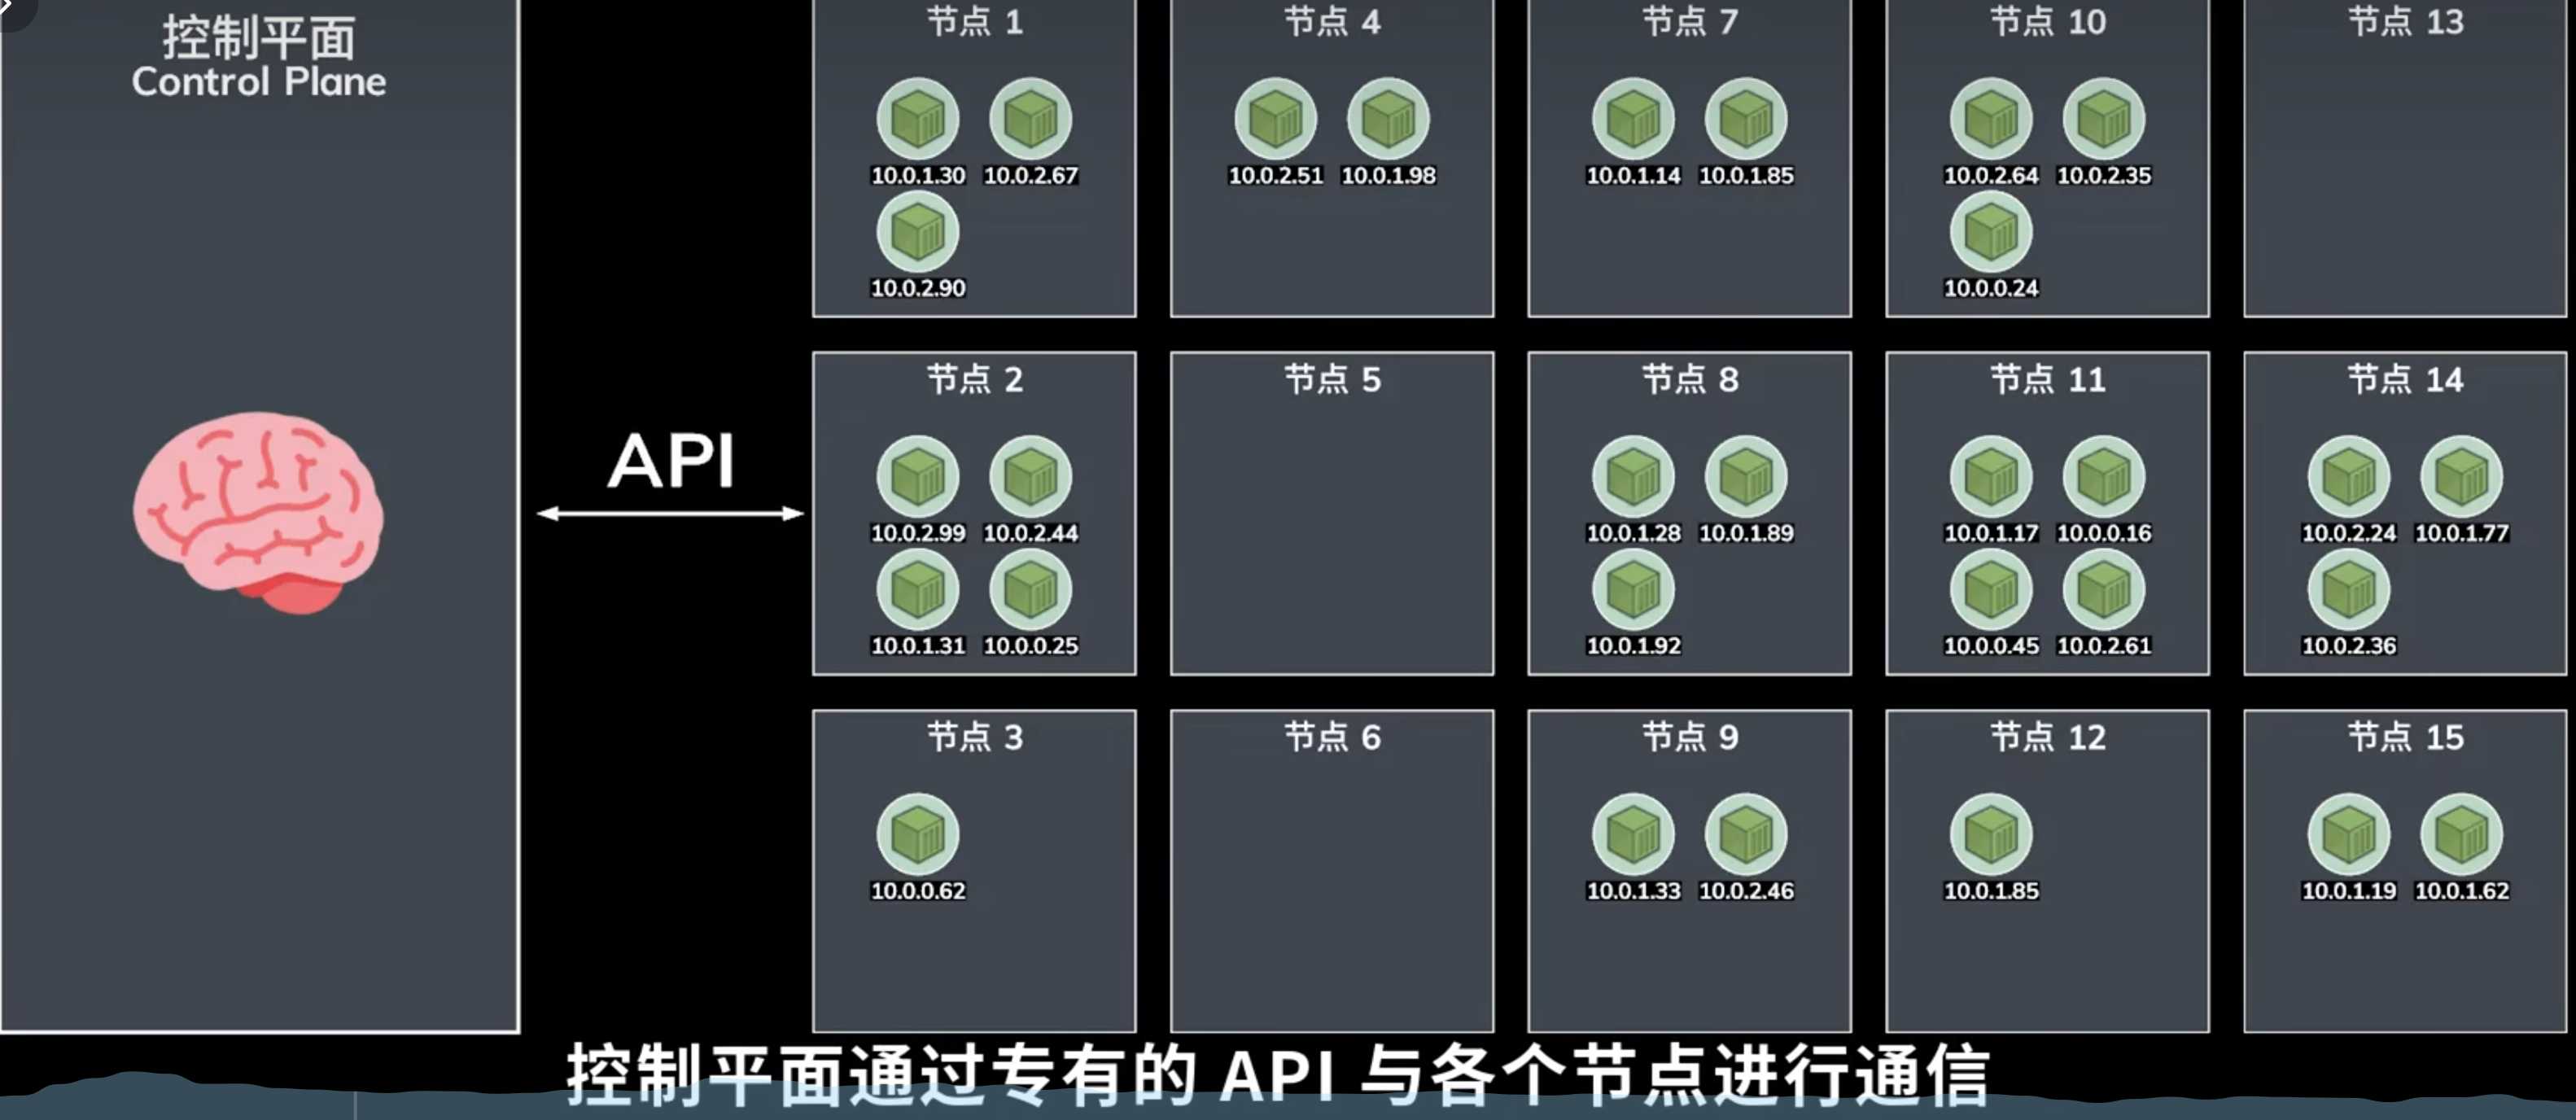 控制平面
Control Plane
API
节点 1
10.0.1.30 10.0.2.67
10.0.2.90
节点 4
10.0.2.51 10.0.1.98
节点 7
10.0.1.14 10.0.1.85
节点 10
10.0.2.64 10.0.2.35
10.0.0.24
节点 13
节点 2
10.0.2.99 10.0.2.44
10.0.1.31 10.0.0.25
节点 5
节点 8
10.0.1.28 10.0.1.89
10.0.1.92
节点 11
10.0.1.17 10.0.0.16
10.0.0.45 10.0.2.61
节点 14
10.0.2.24 10.0.1.77
10.0.2.36
节点 3
10.0.0.62
节点 6
节点 9
10.0.1.33 10.0.2.46
节点 12
10.0.1.85
节点 15
10.0.1.19 10.0.1.62
控制平面通过专有的 API 与各个节点进行通信